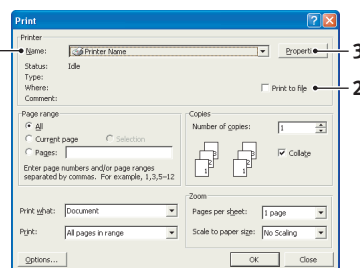 Print
Printer
Name: Printer Name Properti 3
Status: Idle
Type:
Where: Print to file 2
Comment:
Page range Copies
All Number of copies: 1
Current page Selection
Pages: Collate
Enter page numbers and/or page ranges
separated by commas. For example, 1,3,5-12
Zoom
Print what: Document Pages per sheet: 1 page
Print: All pages in range Scale to paper size: No Scaling
Options... OK Close